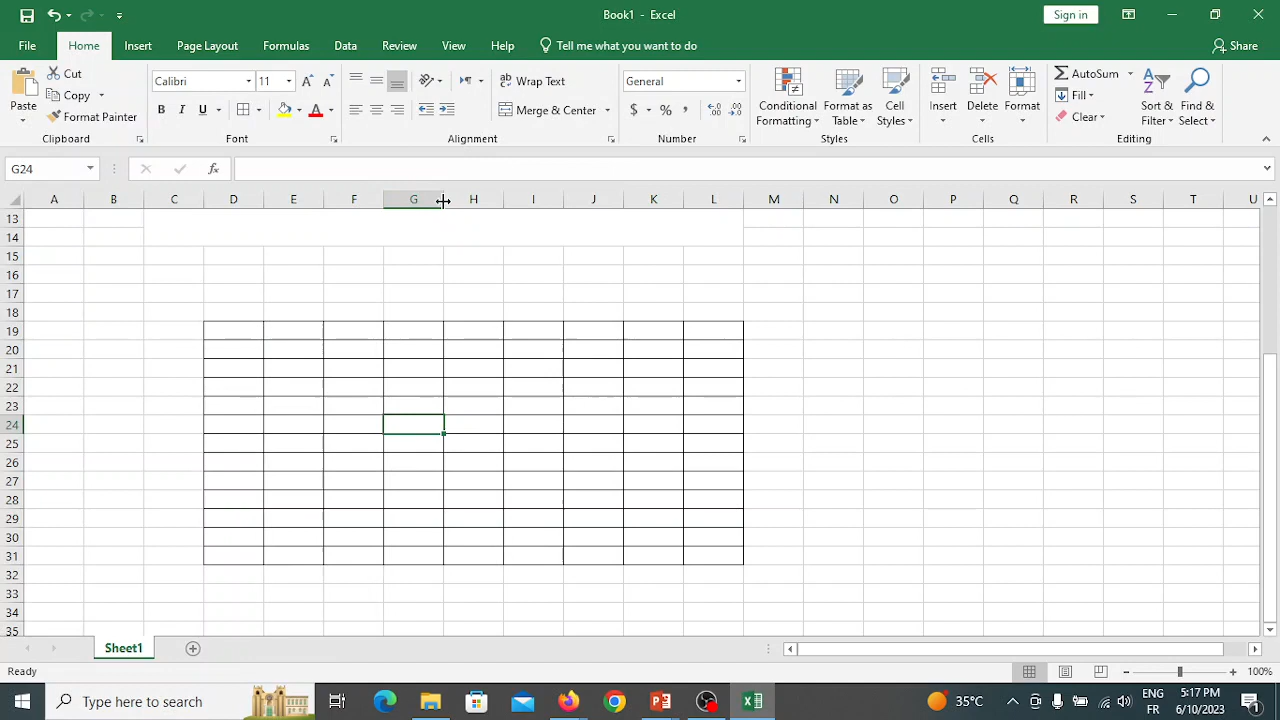 Book1 - Excel
Sign in
File Home Insert Page Layout Formulas Data Review View Help Tell me what you want to do Share
Paste Cut Copy Format Painter Clipboard
Calibri 11 A A B I U A Font
ab Wrap Text Merge & Center Alignment
General $ % , Number
Conditional Formatting Format as Table Cell Styles Styles
Insert Delete Format Cells
AutoSum Fill Clear Sort & Filter Find & Select Editing
G24 fx
A B C D E F G H I J K L M N O P Q R S T U
13
14
15
16
17
18
19
20
21
22
23
24
25
26
27
28
29
30
31
32
33
34
35
Sheet1
Ready 100%
Type here to search 35°C ENG 5:17 PM
FR 6/10/2023 1